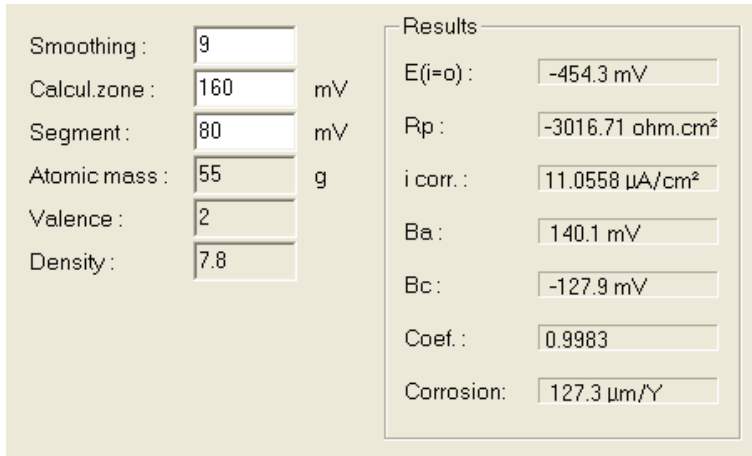 Smoothing : 9
Calcul.zone : 160 mV
Segment : 80 mV
Atomic mass : 55 g
Valence : 2
Density : 7.8
Results
E(i=o) : -454.3 mV
Rp : -3016.71 ohm.cm²
i corr. : 11.0558 µA/cm²
Ba : 140.1 mV
Bc : -127.9 mV
Coef. : 0.9983
Corrosion: 127.3 µm/Y